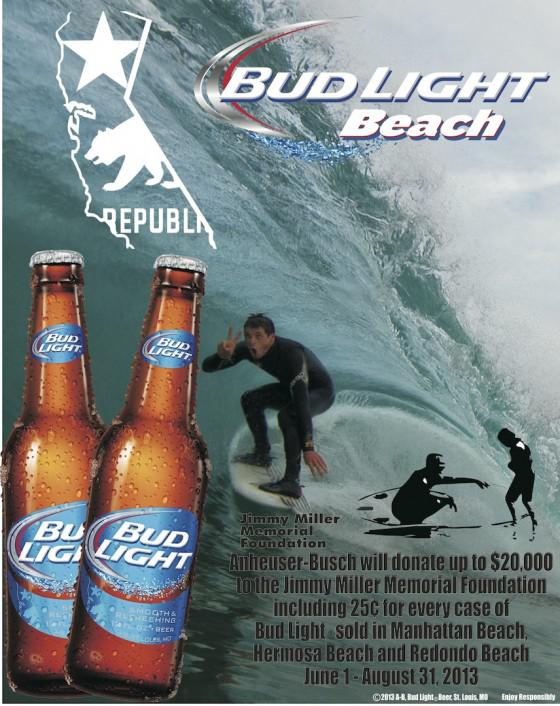 REPUBLI
BUD LIGHT
Beach
BUD
LIGHT
BUD
LIGHT
BUD
LIGHT
SMOOTH &
REFRESHING
BUD
LIGHT
Jimmy Miller
Memorial
Foundation
Anheuser-Busch will donate up to $20,000
to the Jimmy Miller Memorial Foundation
including 25¢ for every case of
Bud Light sold in Manhattan Beach,
Hermosa Beach and Redondo Beach
June 1 - August 31, 2013
©2013 A-B, Bud Light® Beer, St. Louis, MO Enjoy Responsibly